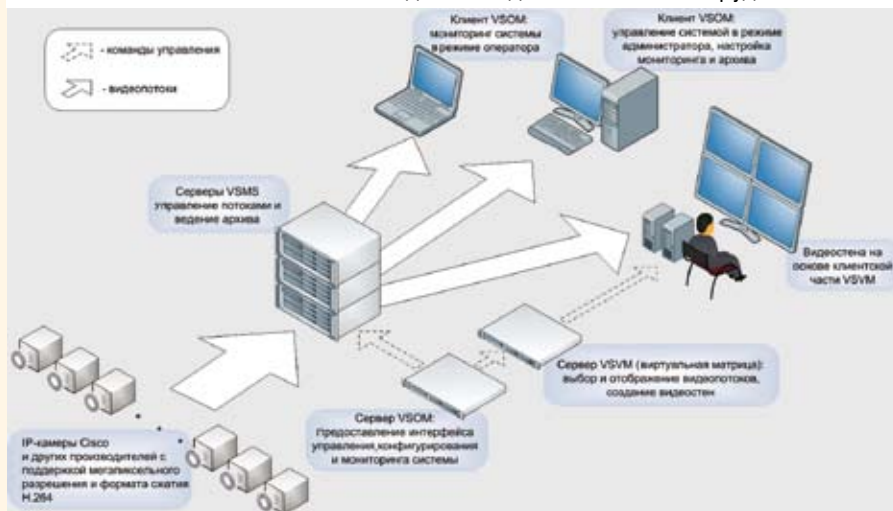 - команды управления
- видеопотоки
Клиент VSOM:
мониторинг системы
в режиме оператора
Клиент VSOM:
управление системой в режиме
администратора, настройка
мониторинга и архива
Серверы VSMS
Управление потоками и
ведение архива
Видеостена на
основе клиентской
части VSVM
Сервер VSVM (виртуальная матрица):
выбор и отображение видеопотоков,
создание видеостен
Сервер VSOM:
Предоставление интерфейса
управления,конфигурирования
и мониторинга системы
IP-камеры Cisco
и других производителей с
поддержкой мегапиксельного
разрешения и формата сжатия
H.264